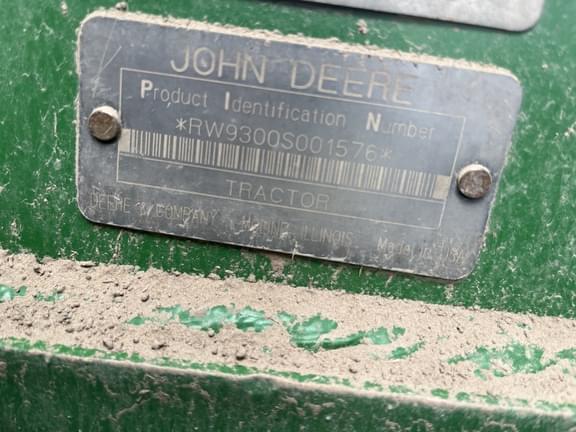 JOHN DEERE
Product Identification Number
*RW9300S001576*
TRACTOR
DEERE & COMPANY MOLINE, ILLINOIS Made in USA